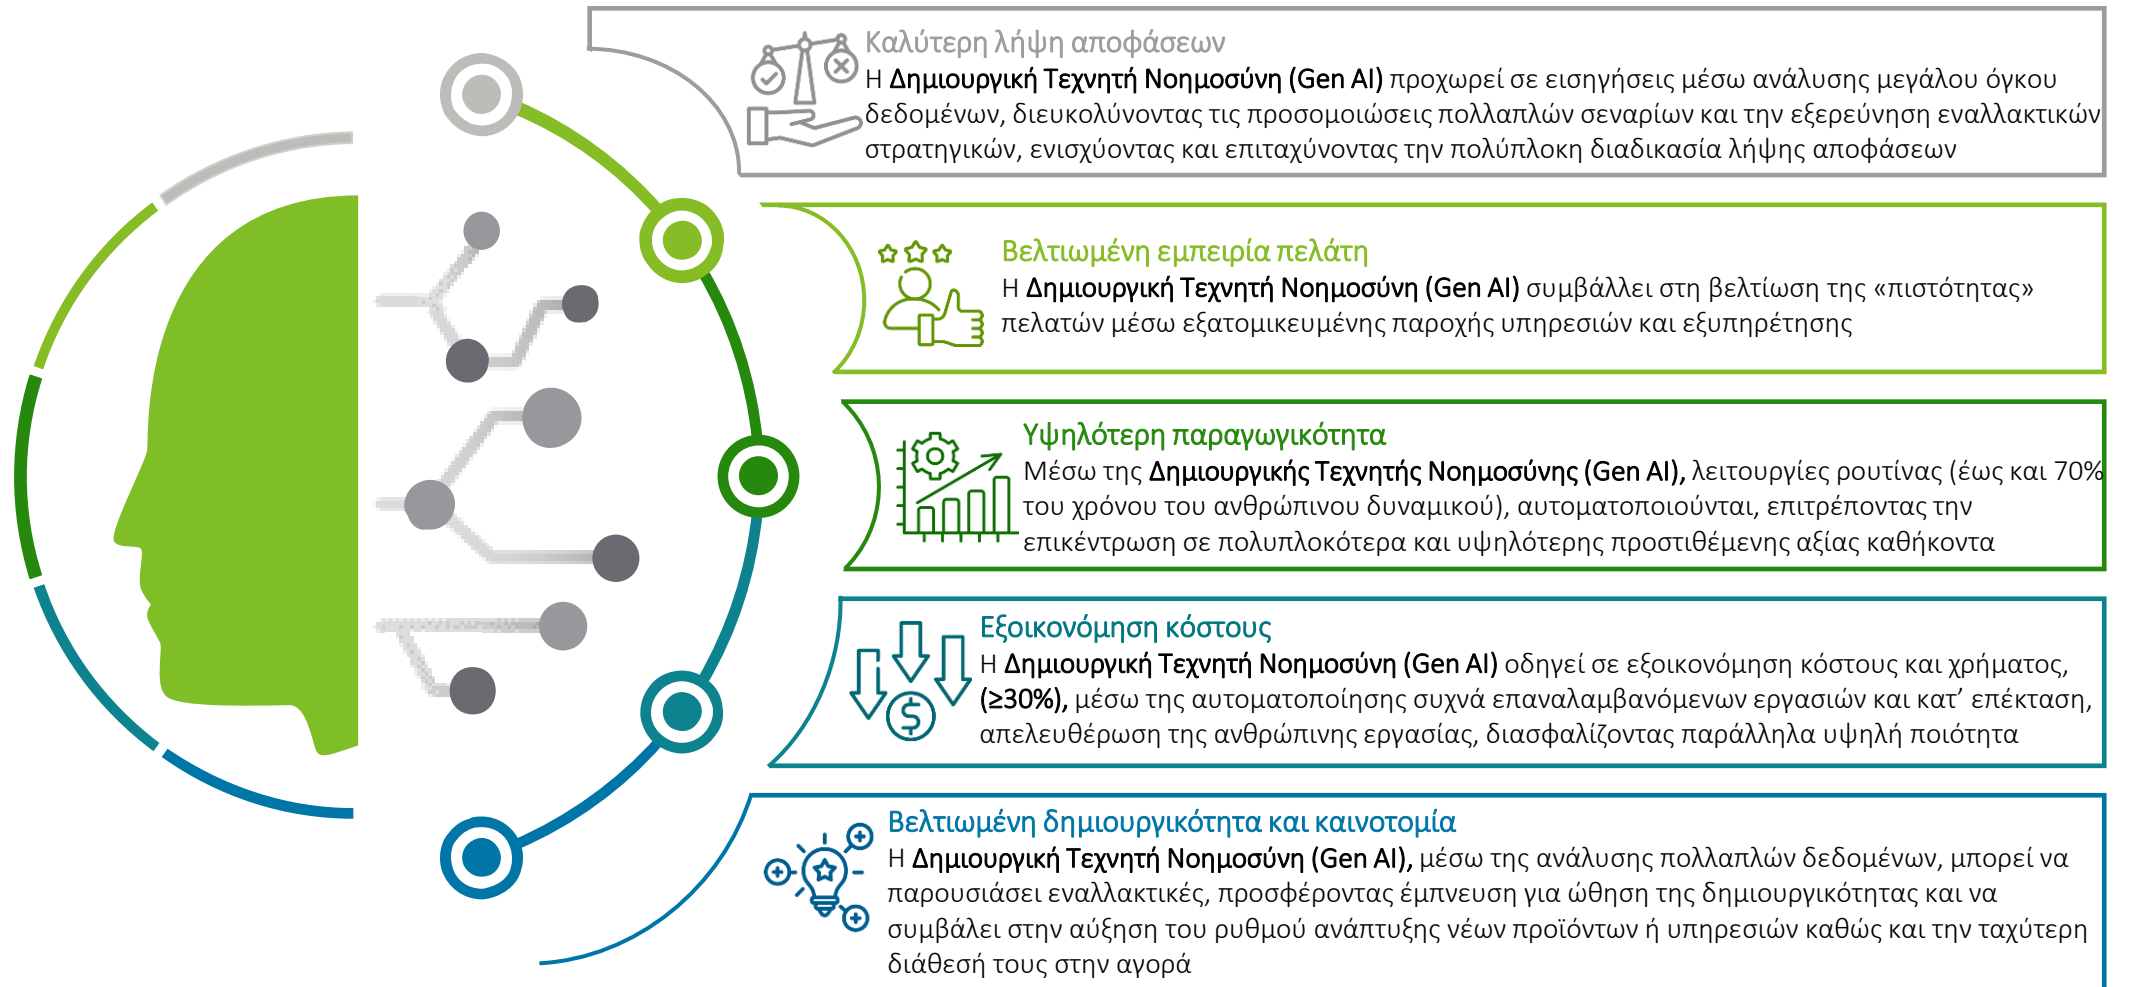 Καλύτερη λήψη αποφάσεων
Η Δημιουργική Τεχνητή Νοημοσύνη (Gen AI) προχωρεί σε εισηγήσεις μέσω ανάλυσης μεγάλου όγκου
δεδομένων, διευκολύνοντας τις προσομοιώσεις πολλαπλών σεναρίων και την εξερεύνηση εναλλακτικών
στρατηγικών, ενισχύοντας και επιταχύνοντας την πολύπλοκη διαδικασία λήψης αποφάσεων
Βελτιωμένη εμπειρία πελάτη
Η Δημιουργική Τεχνητή Νοημοσύνη (Gen AI) συμβάλλει στη βελτίωση της «πιστότητας»
πελατών μέσω εξατομικευμένης παροχής υπηρεσιών και εξυπηρέτησης
Υψηλότερη παραγωγικότητα
Μέσω της Δημιουργικής Τεχνητής Νοημοσύνης (Gen AI), λειτουργίες ρουτίνας (έως και 70%
του χρόνου του ανθρώπινου δυναμικού), αυτοματοποιούνται, επιτρέποντας την
επικέντρωση σε πολυπλοκότερα και υψηλότερης προστιθέμενης αξίας καθήκοντα
Εξοικονόμηση κόστους
Η Δημιουργική Τεχνητή Νοημοσύνη (Gen AI) οδηγεί σε εξοικονόμηση κόστους και χρήματος,
(≥30%), μέσω της αυτοματοποίησης συχνά επαναλαμβανόμενων εργασιών και κατ’ επέκταση,
απελευθέρωση της ανθρώπινης εργασίας, διασφαλίζοντας παράλληλα υψηλή ποιότητα
Βελτιωμένη δημιουργικότητα και καινοτομία
Η Δημιουργική Τεχνητή Νοημοσύνη (Gen AI), μέσω της ανάλυσης πολλαπλών δεδομένων, μπορεί να
παρουσιάσει εναλλακτικές, προσφέροντας έμπνευση για ώθηση της δημιουργικότητας και να
συμβάλει στην αύξηση του ρυθμού ανάπτυξης νέων προϊόντων ή υπηρεσιών καθώς και την ταχύτερη
διάθεσή τους στην αγορά